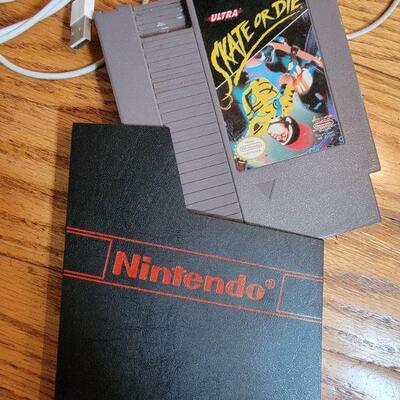 ULTRA
SKATE OR DIE
Nintendo®